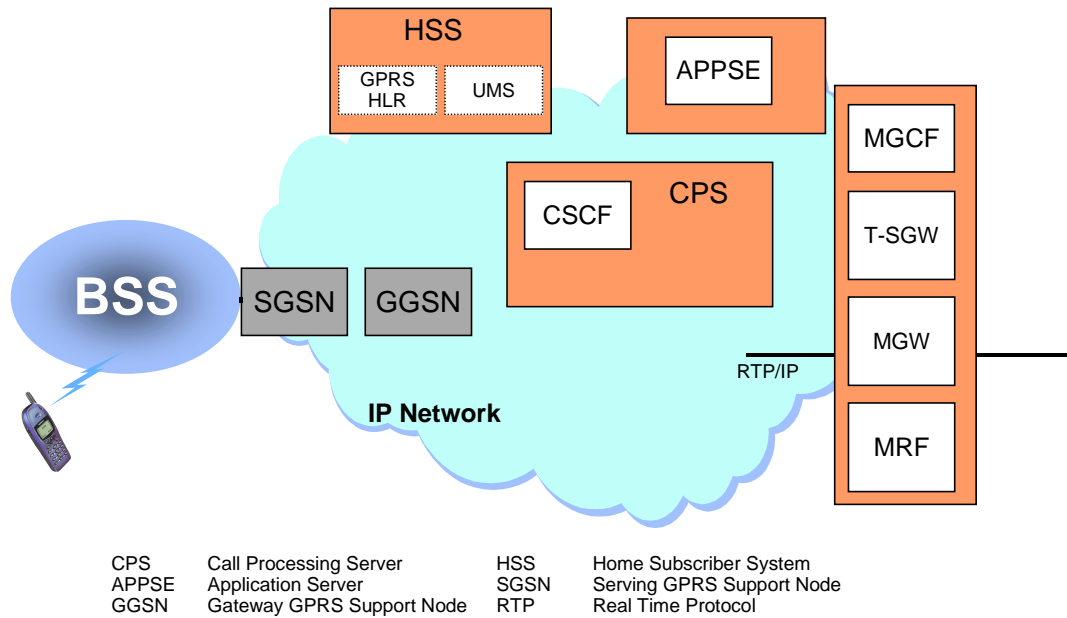 HSS
GPRS
HLR
UMS
APPSE
MGCF
CPS
CSCF
T-SGW
BSS
SGSN
GGSN
MGW
RTP/IP
IP Network
MRF
CPS Call Processing Server HSS Home Subscriber System
APPSE Application Server SGSN Serving GPRS Support Node
GGSN Gateway GPRS Support Node RTP Real Time Protocol